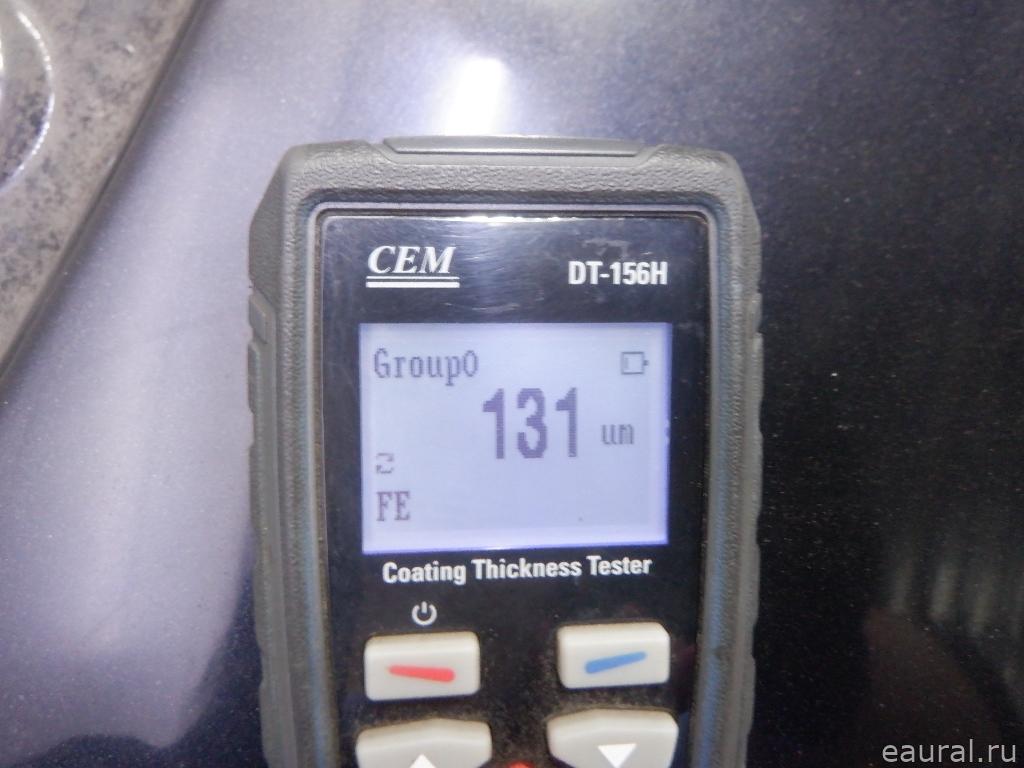 CEM
DT-156H
Group0
131 um
FE
Coating Thickness Tester
eaural.ru